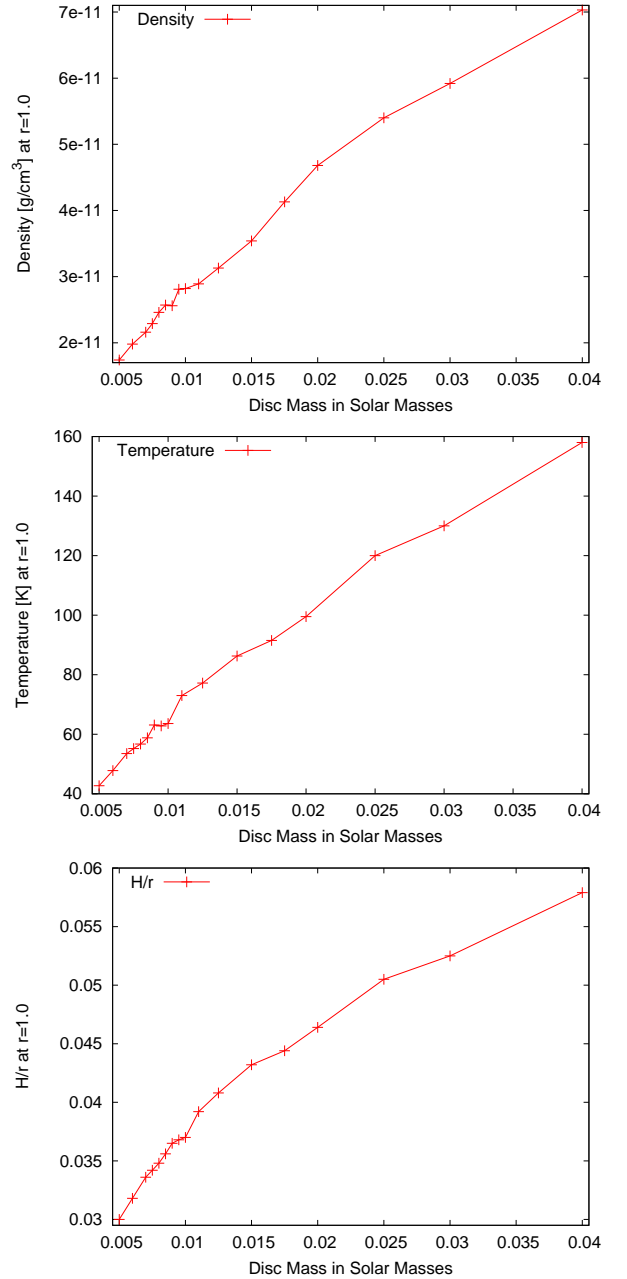 Density
7e-11
6e-11
5e-11
4e-11
3e-11
2e-11
Density [g/cm³] at r=1.0
0.005 0.01 0.015 0.02 0.025 0.03 0.035 0.04
Disc Mass in Solar Masses
Temperature
160
140
120
100
80
60
40
Temperature [K] at r=1.0
0.005 0.01 0.015 0.02 0.025 0.03 0.035 0.04
Disc Mass in Solar Masses
H/r
0.06
0.055
0.05
0.045
0.04
0.035
0.03
H/r at r=1.0
0.005 0.01 0.015 0.02 0.025 0.03 0.035 0.04
Disc Mass in Solar Masses